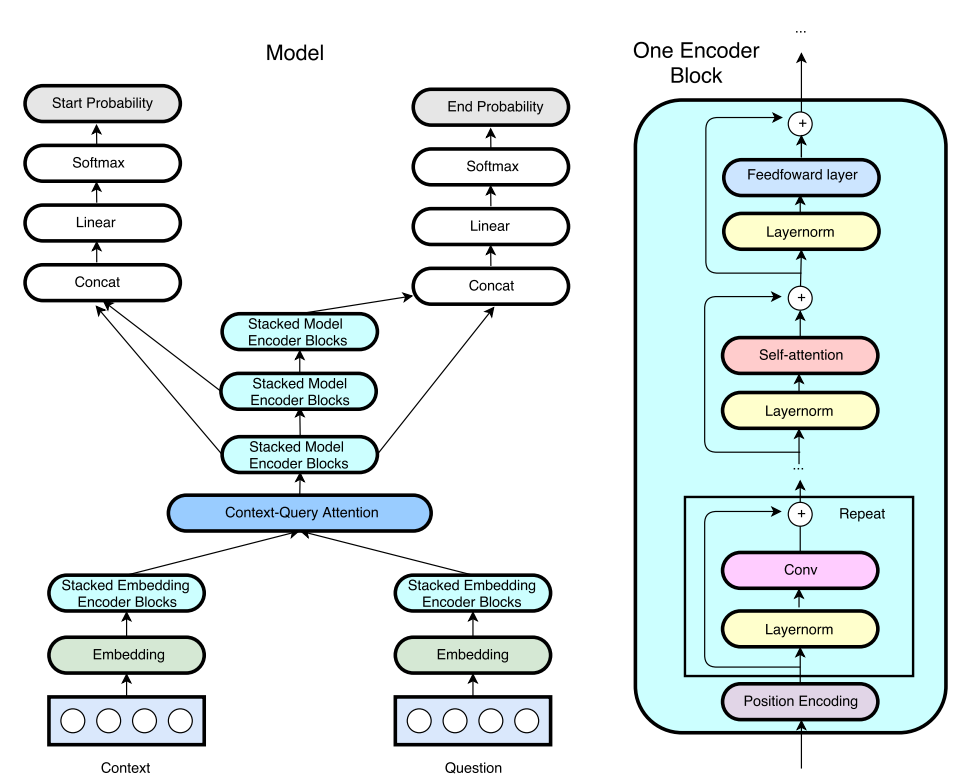 Model
Start Probability
Softmax
Linear
Concat
End Probability
Softmax
Linear
Concat
Stacked Model
Encoder Blocks
Stacked Model
Encoder Blocks
Stacked Model
Encoder Blocks
Context-Query Attention
Stacked Embedding
Encoder Blocks
Stacked Embedding
Encoder Blocks
Embedding
Embedding
Context
Question
One Encoder
Block
...
+
Feedfoward layer
Layernorm
+
Self-attention
Layernorm
...
+
Repeat
Conv
Layernorm
Position Encoding